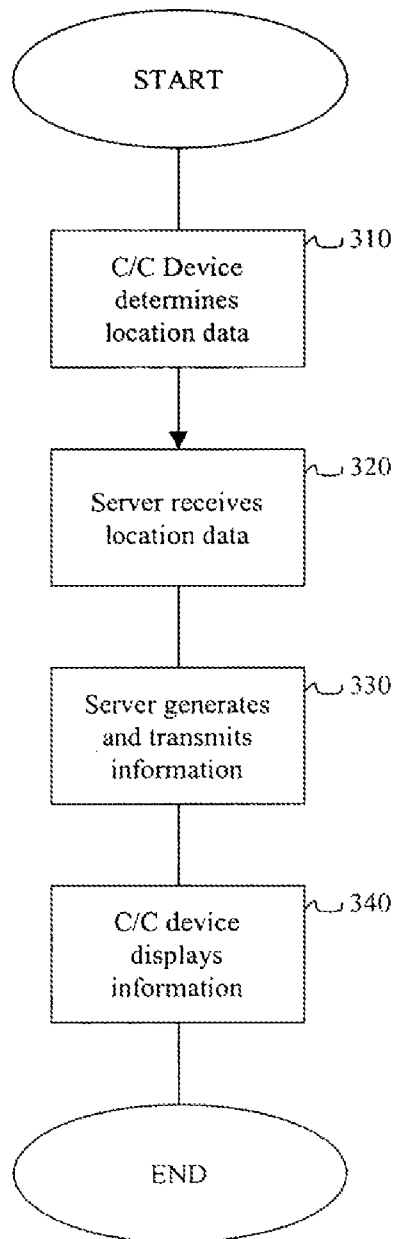 START
310
C/C Device
determines
location data
320
Server receives
location data
330
Server generates
and transmits
information
340
C/C device
displays
information
END